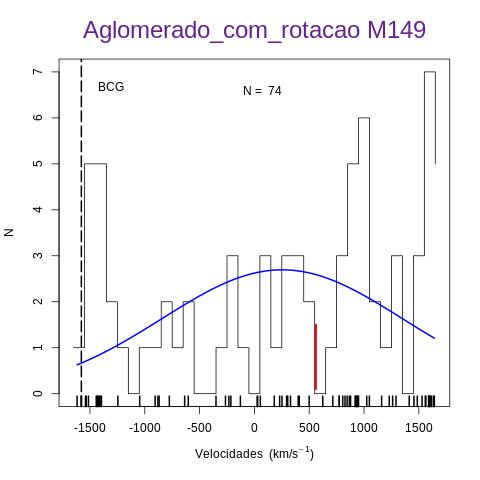 Aglomerado_com_rotacao M149
BCG
N = 74
N
7
6
5
4
3
2
1
0
-1500 -1000 -500 0 500 1000 1500
Velocidades (km/s⁻¹)